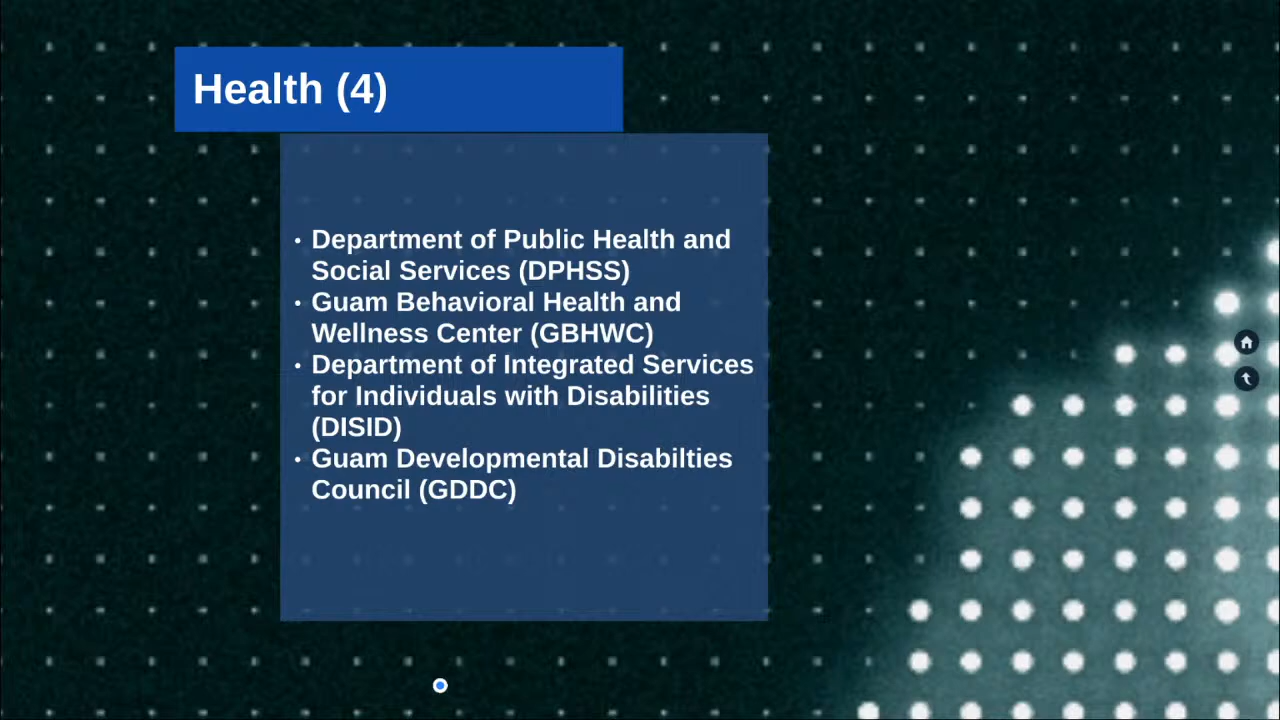 Health (4)
• Department of Public Health and
Social Services (DPHSS)
• Guam Behavioral Health and
Wellness Center (GBHWC)
• Department of Integrated Services
for Individuals with Disabilities
(DISID)
• Guam Developmental Disabilties
Council (GDDC)